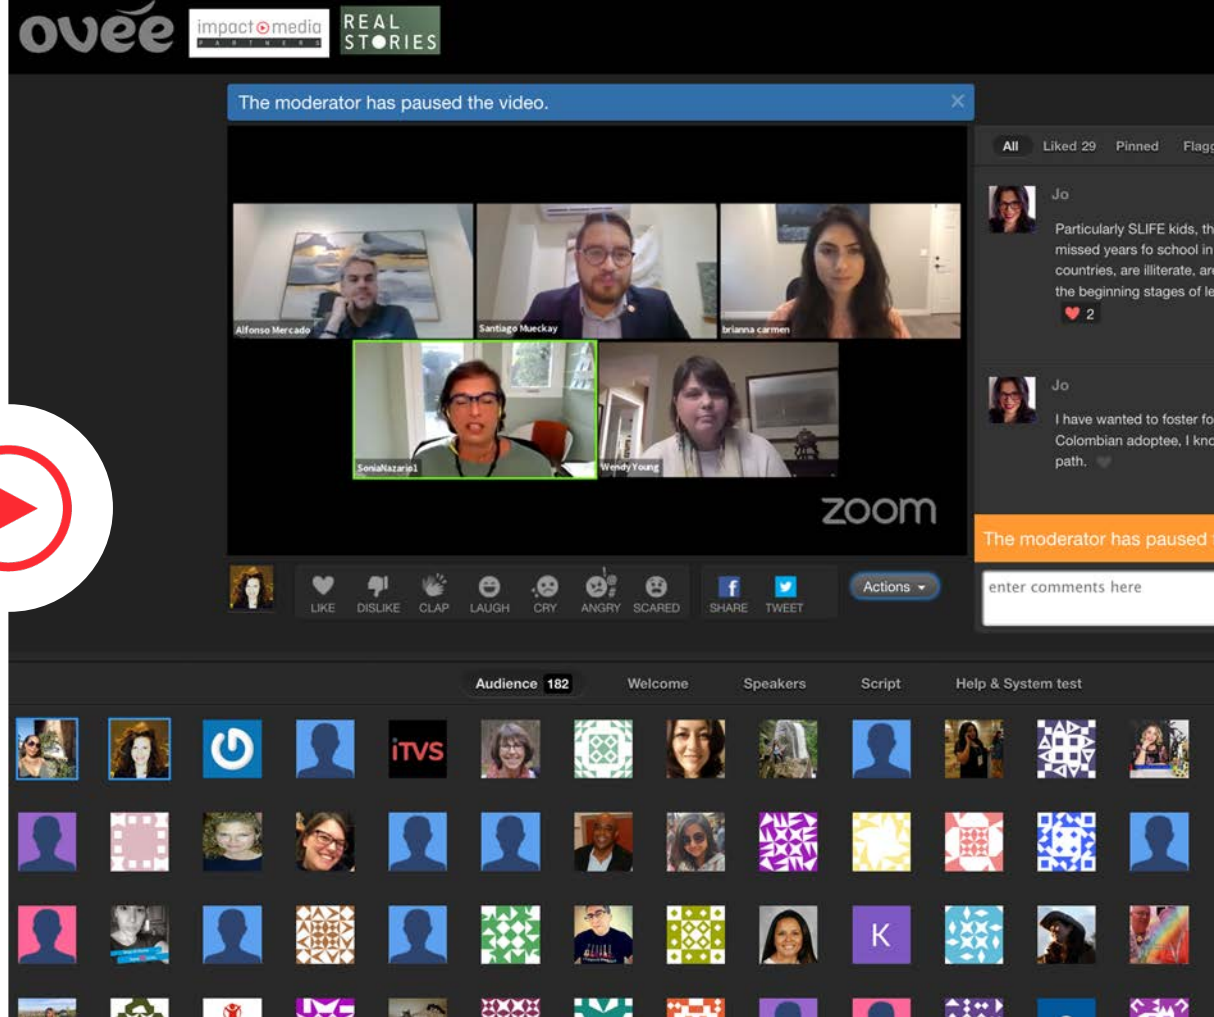 ovee
impact media
PARTNERS
REAL
STORIES
The moderator has paused the video.
All Liked 29 Pinned Flagg
Jo
Particularly SLIFE kids, th
missed years fo school in
countries, are illiterate, are
the beginning stages of le
2
Alfonso Mercado
Santiago Mueckay
brianna carmen
Jo
I have wanted to foster fo
Colombian adoptee, I kno
path.
SoniaNazario1
Wendy Young
zoom
The moderator has paused
enter comments here
LIKE DISLIKE CLAP LAUGH CRY ANGRY SCARED SHARE TWEET
Actions
Audience 182 Welcome Speakers Script Help & System test
iTVS
K